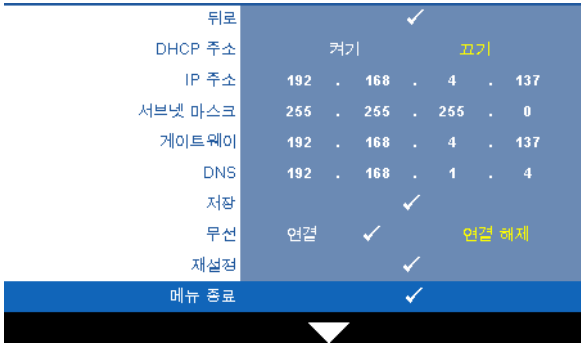 뒤로 ✓
DHCP 주소 켜기 끄기
IP 주소 192 . 168 . 4 . 137
서브넷 마스크 255 . 255 . 255 . 0
게이트웨이 192 . 168 . 4 . 137
DNS 192 . 168 . 1 . 4
저장 ✓
무선 연결 ✓ 연결 해제
재설정 ✓
메뉴 종료 ✓